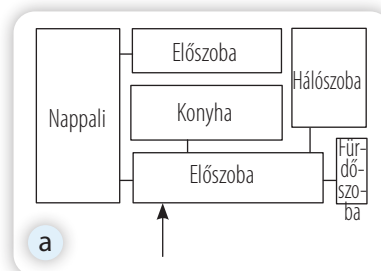 Előszoba
Hálószoba
Nappali
Konyha
Előszoba
Für-
dő-
szo-
ba
a